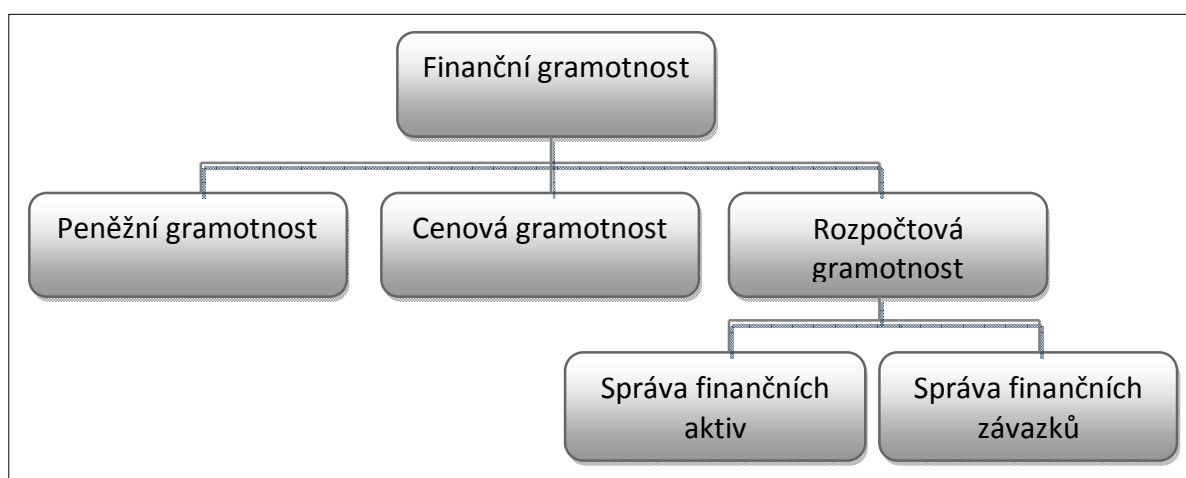 Finanční gramotnost
Peněžní gramotnost
Cenová gramotnost
Rozpočtová
gramotnost
Správa finančních
aktiv
Správa finančních
závazků